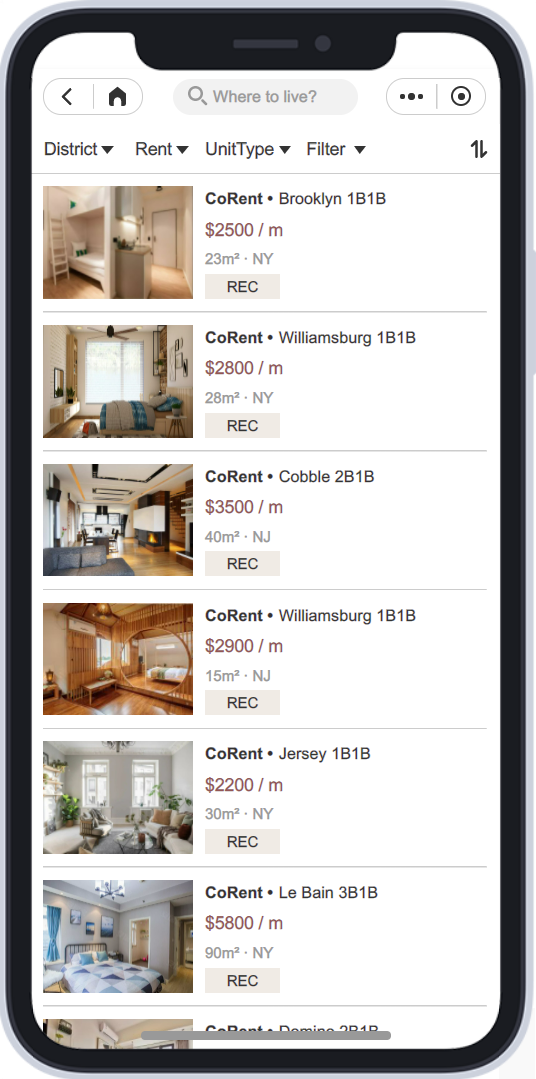 Where to live?
District Rent UnitType Filter
CoRent • Brooklyn 1B1B
$2500 / m
23m² · NY
REC
CoRent • Williamsburg 1B1B
$2800 / m
28m² · NY
REC
CoRent • Cobble 2B1B
$3500 / m
40m² · NJ
REC
CoRent • Williamsburg 1B1B
$2900 / m
15m² · NJ
REC
CoRent • Jersey 1B1B
$2200 / m
30m² · NY
REC
CoRent • Le Bain 3B1B
$5800 / m
90m² · NY
REC
CoRent • Domino 2B1B